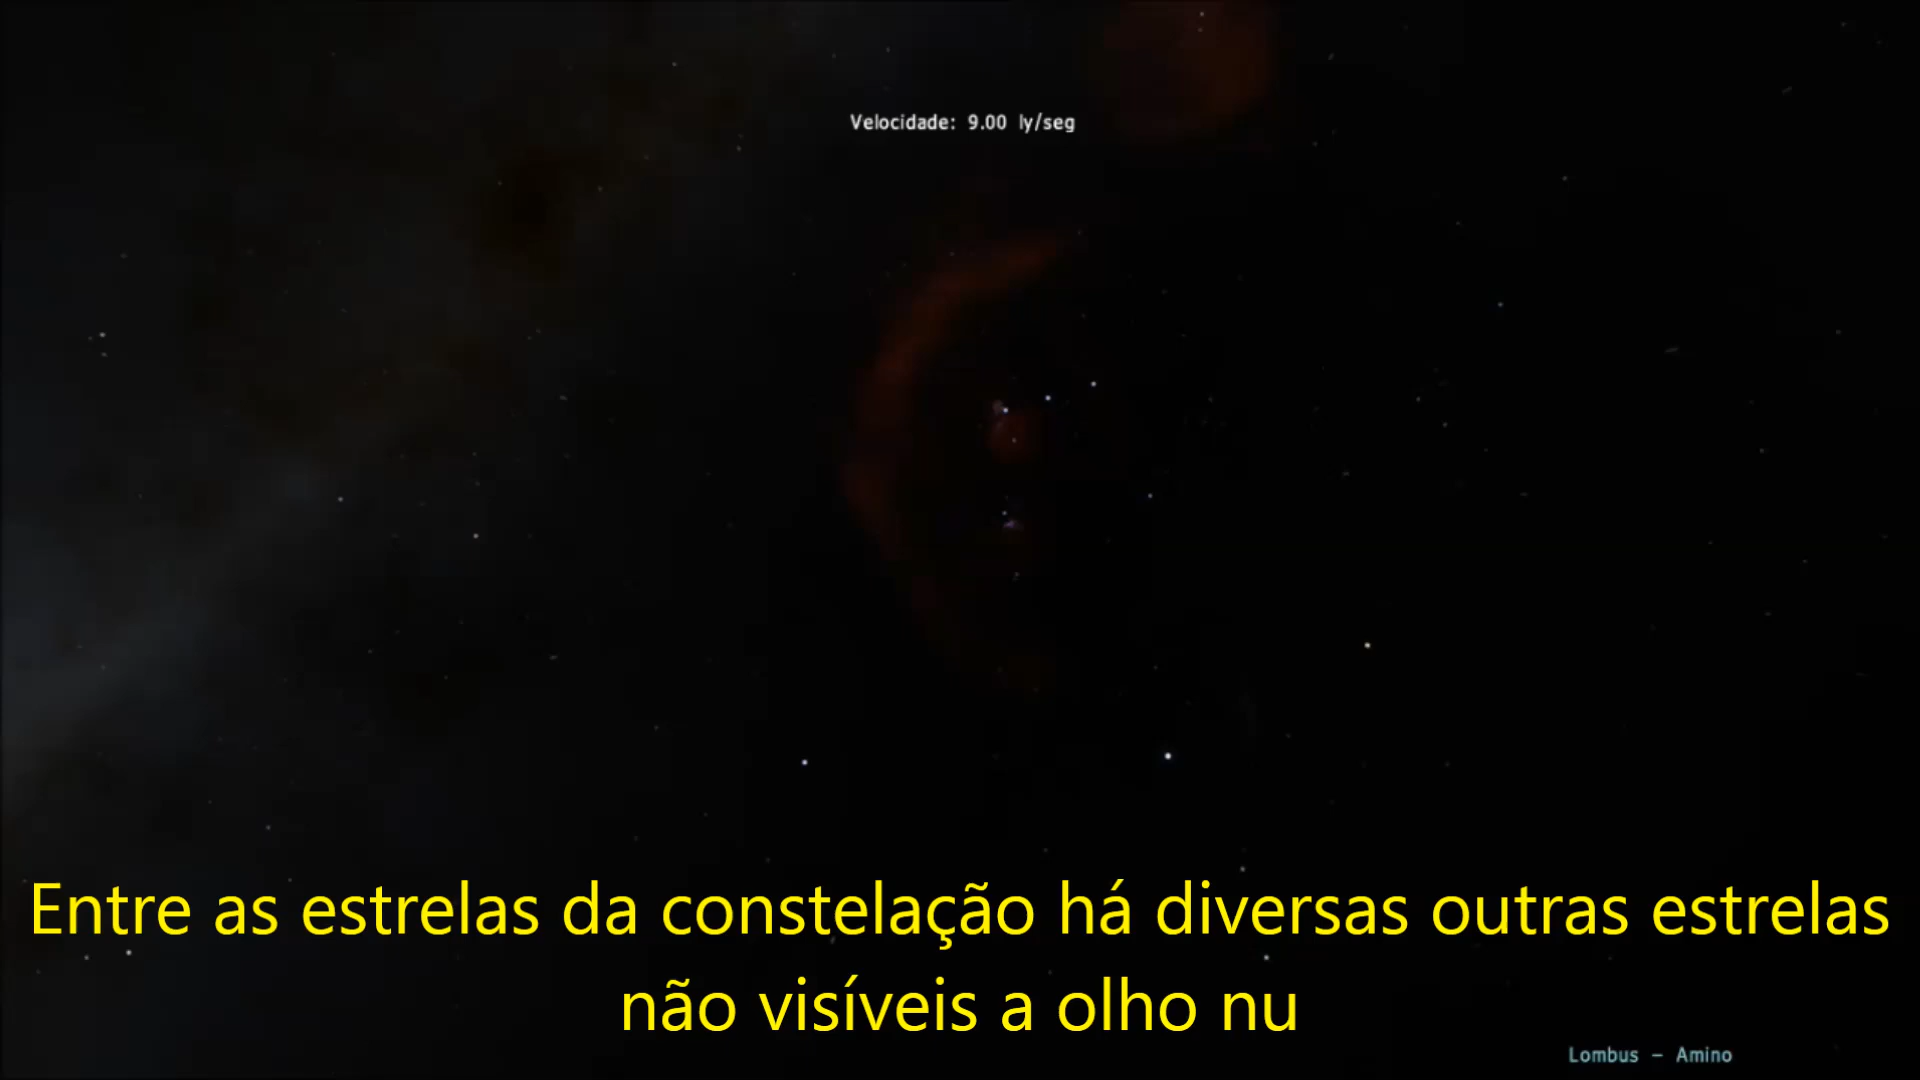 Velocidade: 9.00 ly/seg
Entre as estrelas da constelação há diversas outras estrelas
não visíveis a olho nu
Lombus - Amino